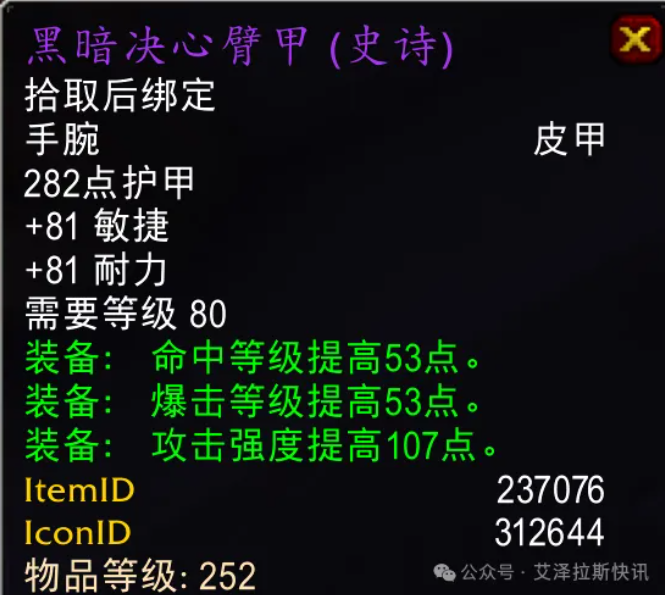 黑暗决心臂甲 (史诗)
拾取后绑定
手腕 皮甲
282点护甲
+81 敏捷
+81 耐力
需要等级 80
装备: 命中等级提高53点。
装备: 爆击等级提高53点。
装备: 攻击强度提高107点。
ItemID 237076
IconID 312644
物品等级: 252
公众号 · 艾泽拉斯快讯